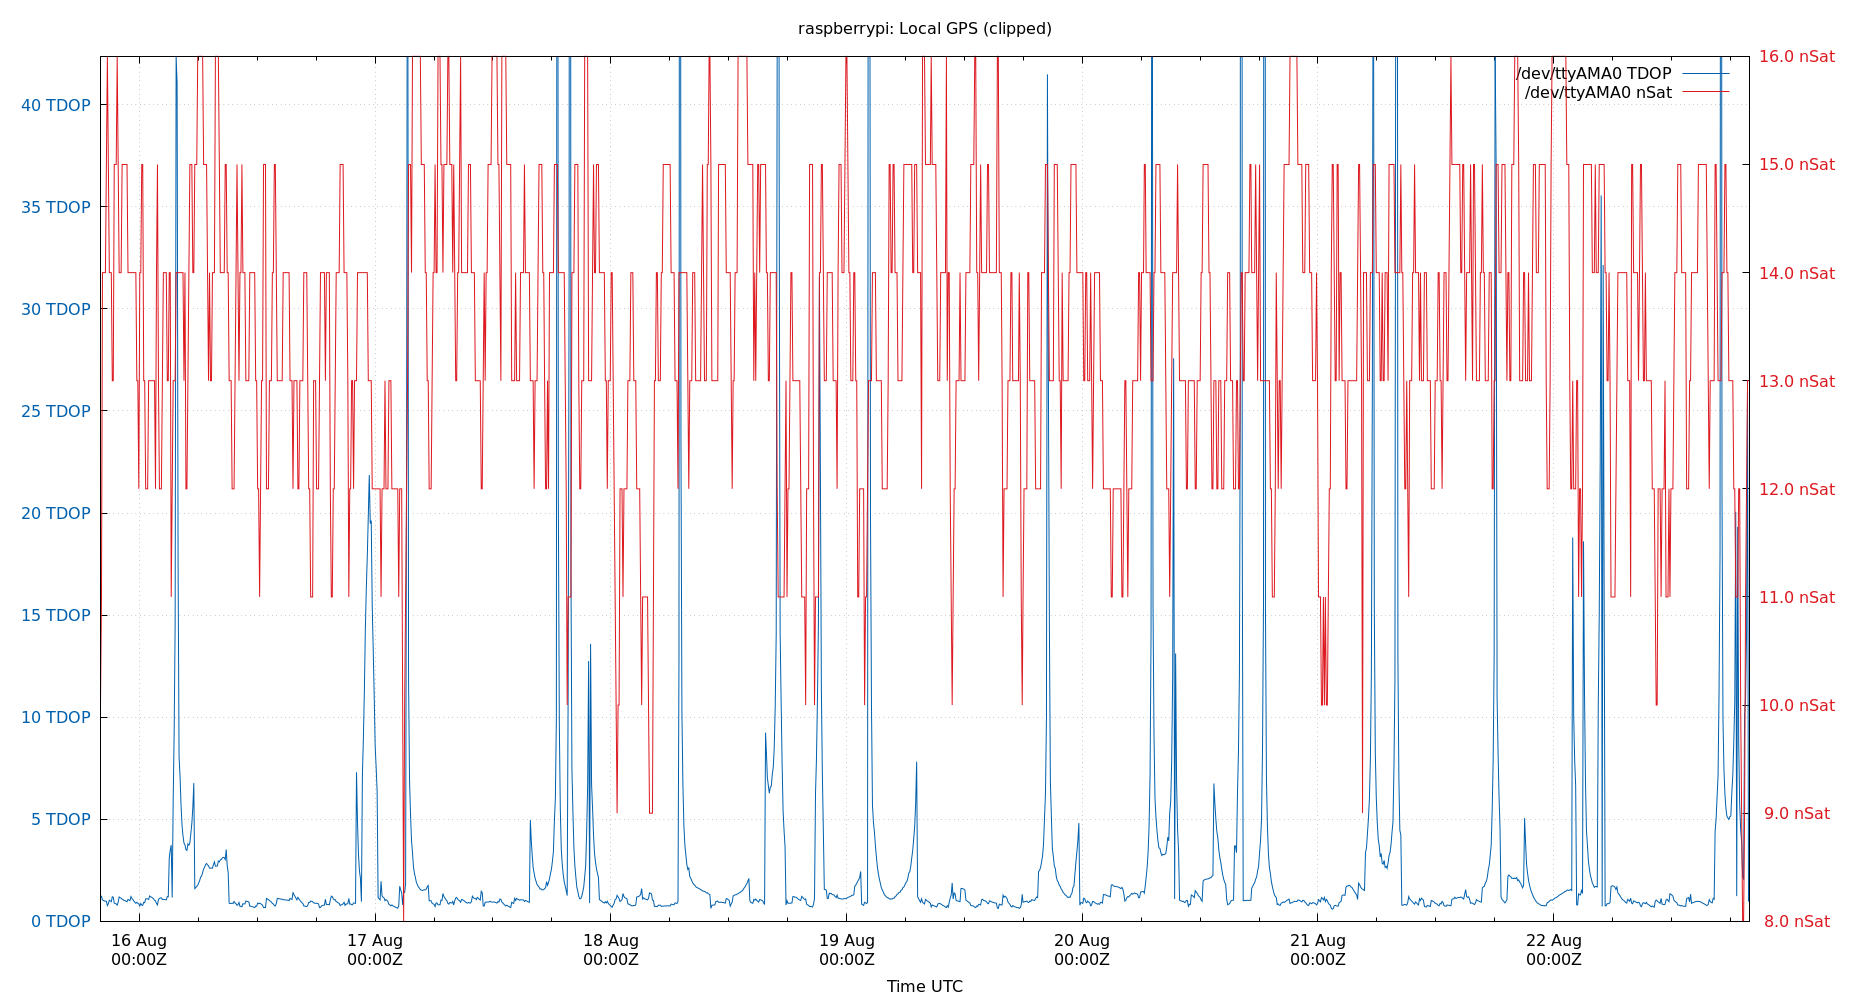 raspberrypi: Local GPS (clipped)
/dev/ttyAMA0 TDOP
/dev/ttyAMA0 nSat
40 TDOP
35 TDOP
30 TDOP
25 TDOP
20 TDOP
15 TDOP
10 TDOP
5 TDOP
0 TDOP
16.0 nSat
15.0 nSat
14.0 nSat
13.0 nSat
12.0 nSat
11.0 nSat
10.0 nSat
9.0 nSat
8.0 nSat
16 Aug
00:00Z
17 Aug
00:00Z
18 Aug
00:00Z
19 Aug
00:00Z
20 Aug
00:00Z
21 Aug
00:00Z
22 Aug
00:00Z
Time UTC